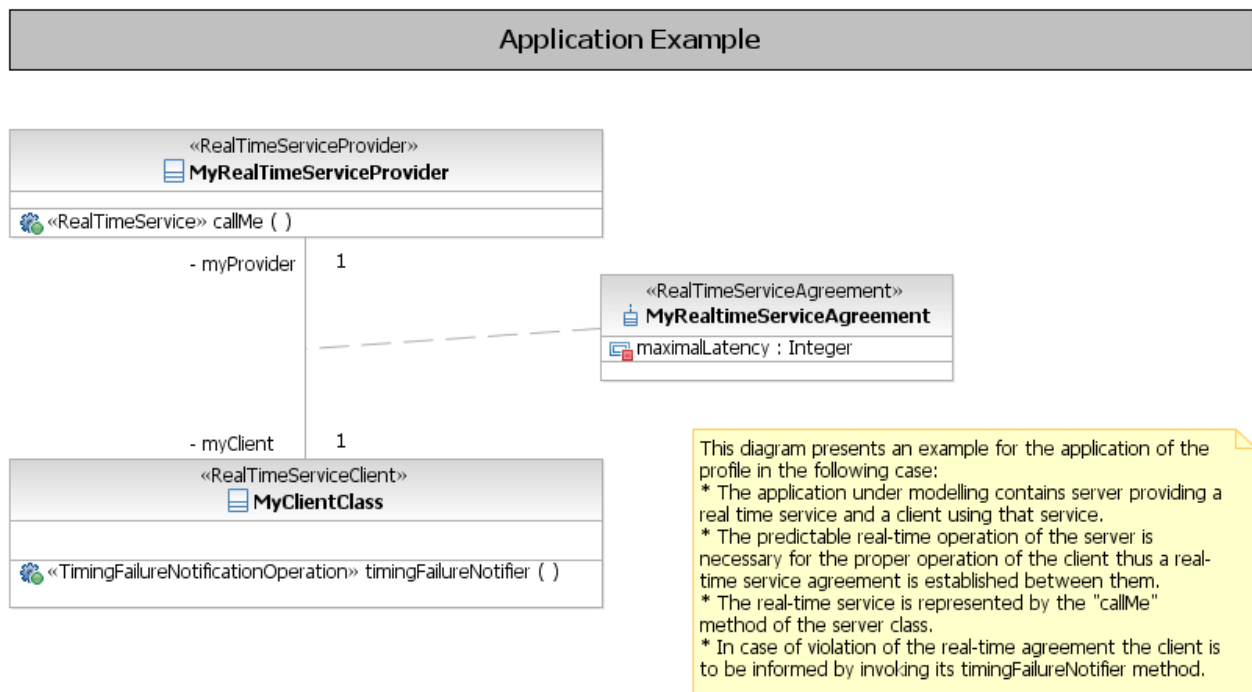 Application Example
«RealTimeServiceProvider»
MyRealTimeServiceProvider
«RealTimeService» callMe ( )
- myProvider 1
«RealTimeServiceAgreement»
MyRealtimeServiceAgreement
maximalLatency : Integer
- myClient 1
«RealTimeServiceClient»
MyClientClass
«TimingFailureNotificationOperation» timingFailureNotifier ( )
This diagram presents an example for the application of the
profile in the following case:
* The application under modelling contains server providing a
real time service and a client using that service.
* The predictable real-time operation of the server is
necessary for the proper operation of the client thus a real-
time service agreement is established between them.
* The real-time service is represented by the "callMe"
method of the server class.
* In case of violation of the real-time agreement the client is
to be informed by invoking its timingFailureNotifier method.